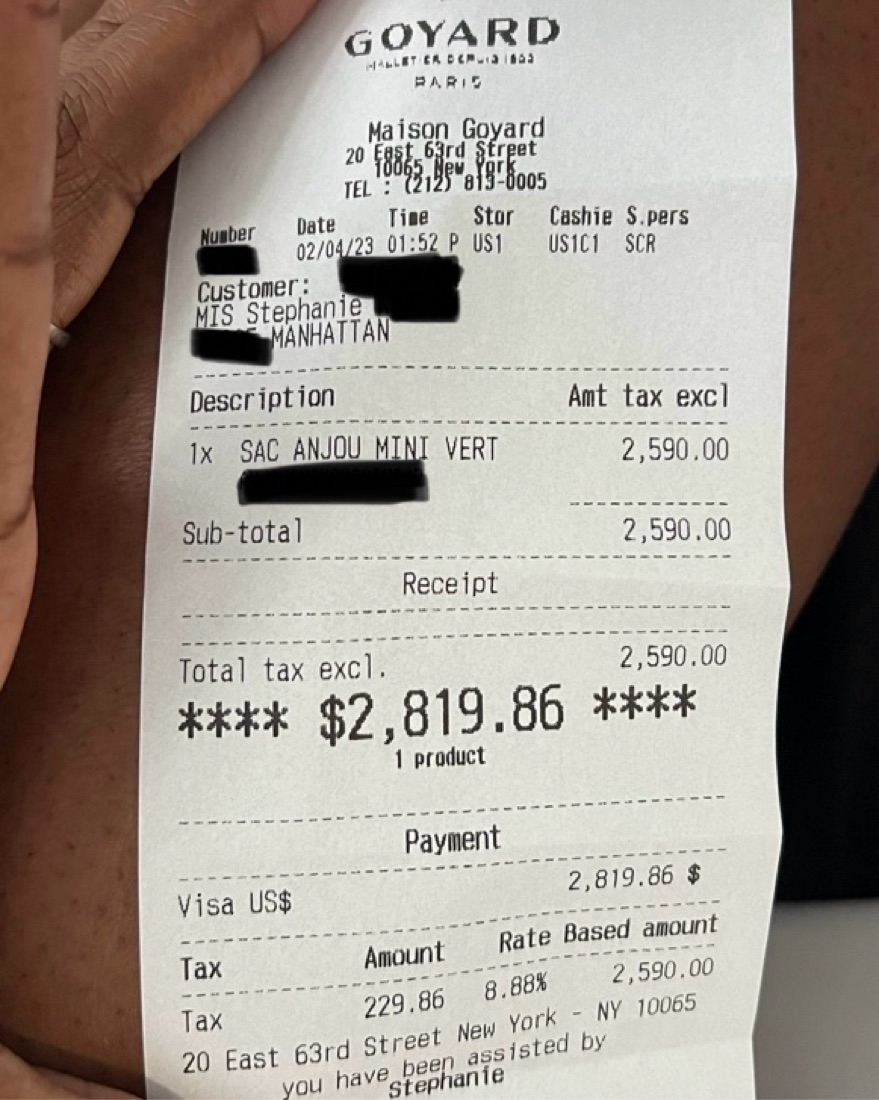 GOYARD
MALLETIER DEPUIS 1853
PARIS
Maison Goyard
20 East 63rd Street
10065 New York
TEL : (212) 813-0005
Number Date Time Stor Cashie S.pers
02/04/23 01:52 P US1 US1C1 SCR
Customer:
MIS Stephanie
MANHATTAN
Description Amt tax excl
1x SAC ANJOU MINI VERT 2,590.00
Sub-total 2,590.00
Receipt
Total tax excl. 2,590.00
**** $2,819.86 ****
1 product
Payment
Visa US$ 2,819.86 $
Tax Amount Rate Based amount
Tax 229.86 8.88% 2,590.00
20 East 63rd Street New York - NY 10065
you have been assisted by
Stephanie